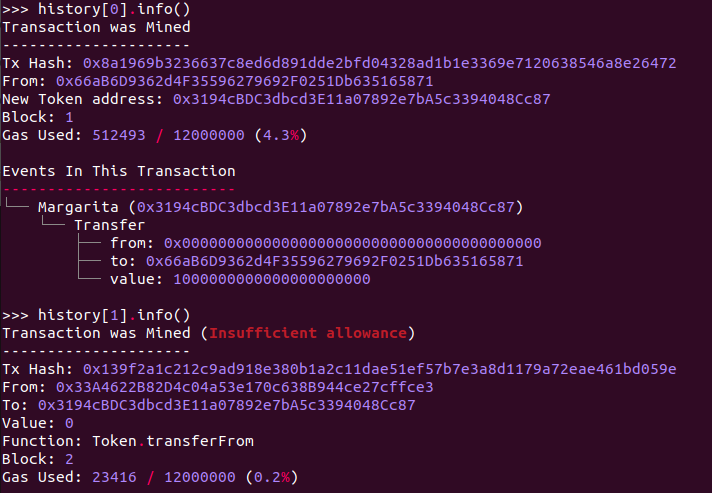 >>> history[0].info()
Transaction was Mined
---------------------
Tx Hash: 0x8a1969b3236637c8ed6d891dde2bfd04328ad1b1e3369e7120638546a8e26472
From: 0x66aB6D9362d4F35596279692F0251Db635165871
New Token address: 0x3194cBDC3dbcd3E11a07892e7bA5c3394048Cc87
Block: 1
Gas Used: 512493 / 12000000 (4.3%)
Events In This Transaction
--------------------------
└── Margarita (0x3194cBDC3dbcd3E11a07892e7bA5c3394048Cc87)
└── Transfer
├── from: 0x0000000000000000000000000000000000000000
├── to: 0x66aB6D9362d4F35596279692F0251Db635165871
└── value: 1000000000000000000000
>>> history[1].info()
Transaction was Mined (Insufficient allowance)
---------------------
Tx Hash: 0x139f2a1c212c9ad918e380b1a2c11dae51ef57b7e3a8d1179a72eae461bd059e
From: 0x33A4622B82D4c04a53e170c638B944ce27cffce3
To: 0x3194cBDC3dbcd3E11a07892e7bA5c3394048Cc87
Value: 0
Function: Token.transferFrom
Block: 2
Gas Used: 23416 / 12000000 (0.2%)